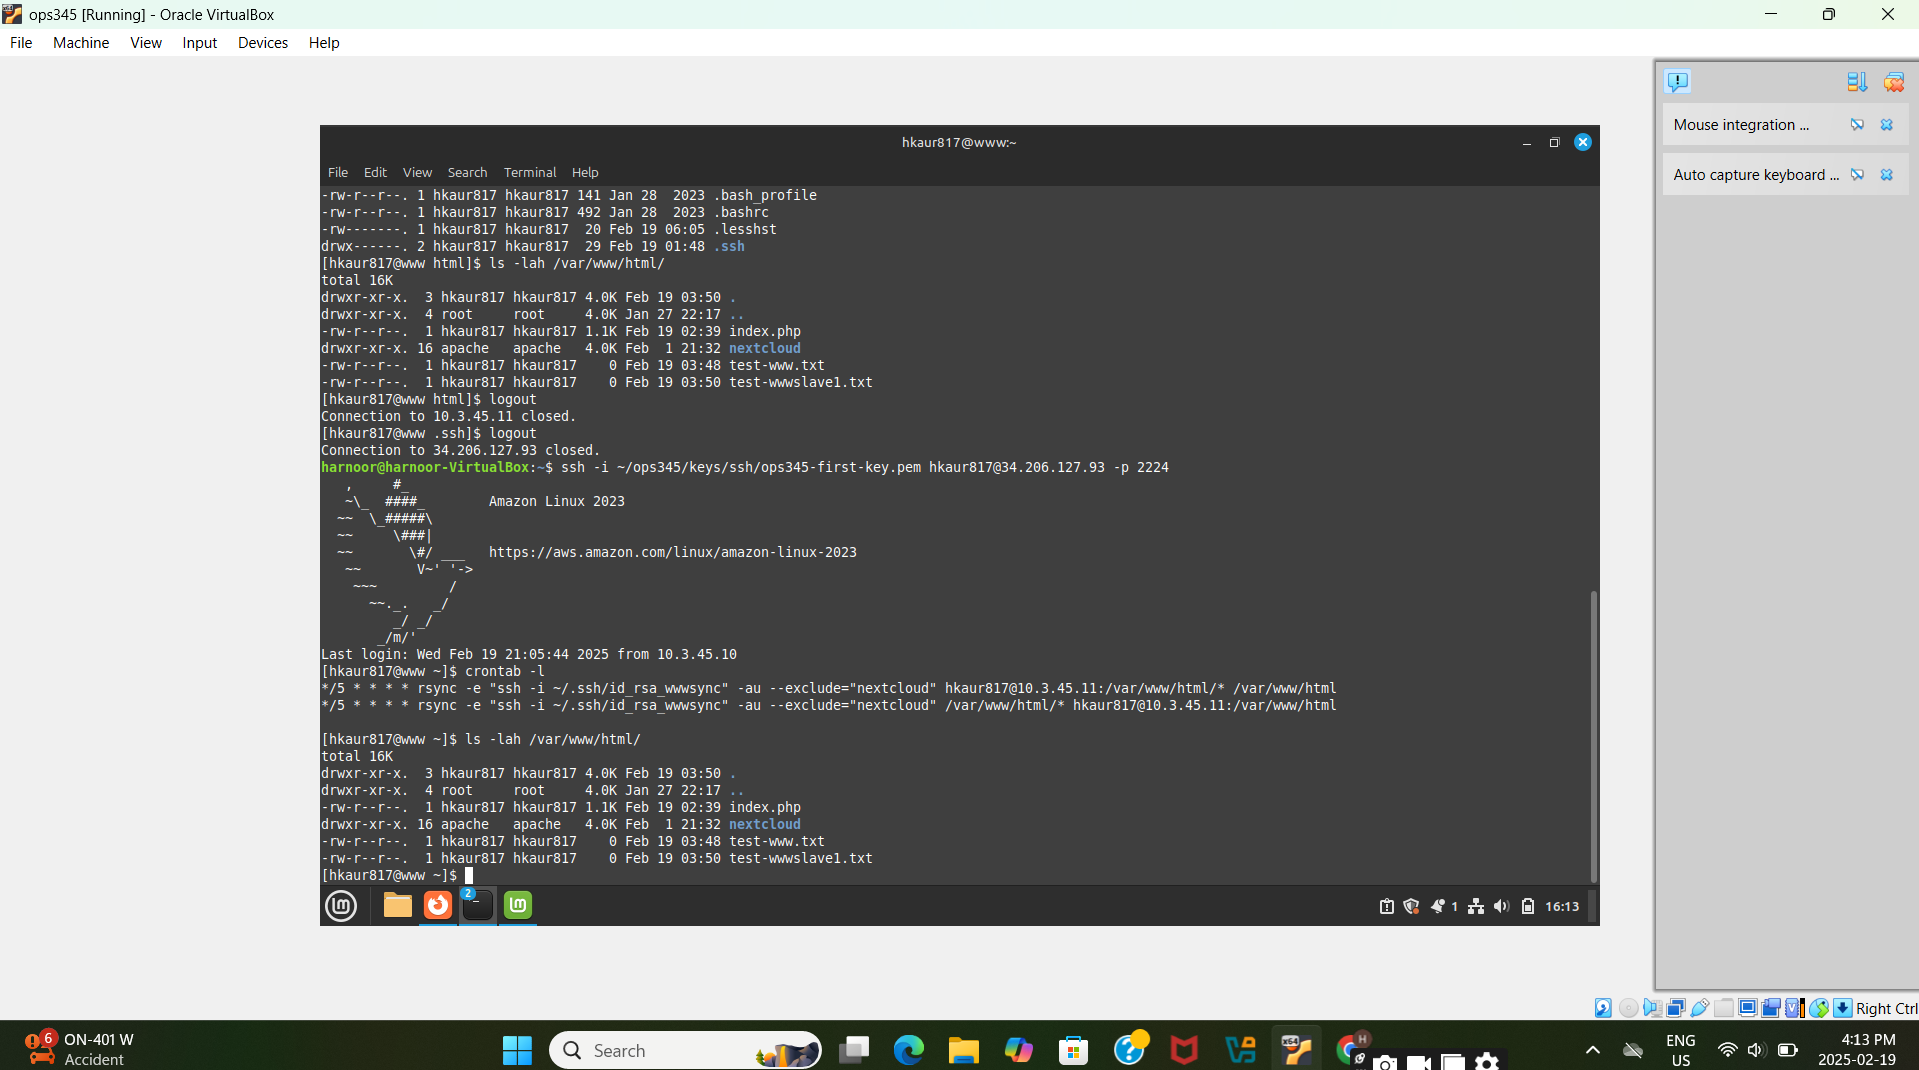 ops345 [Running] - Oracle VirtualBox
File Machine View Input Devices Help
Mouse integration ...
Auto capture keyboard ...
hkaur817@www:~
File Edit View Search Terminal Help
-rw-r--r--. 1 hkaur817 hkaur817 141 Jan 28  2023 .bash_profile
-rw-r--r--. 1 hkaur817 hkaur817 492 Jan 28  2023 .bashrc
-rw-------. 1 hkaur817 hkaur817  20 Feb 19 06:05 .lesshst
drwx------. 2 hkaur817 hkaur817  29 Feb 19 01:48 .ssh
[hkaur817@www html]$ ls -lah /var/www/html/
total 16K
drwxr-xr-x.  3 hkaur817 hkaur817 4.0K Feb 19 03:50 .
drwxr-xr-x.  4 root     root     4.0K Jan 27 22:17 ..
-rw-r--r--.  1 hkaur817 hkaur817 1.1K Feb 19 02:39 index.php
drwxr-xr-x. 16 apache   apache   4.0K Feb  1 21:32 nextcloud
-rw-r--r--.  1 hkaur817 hkaur817    0 Feb 19 03:48 test-www.txt
-rw-r--r--.  1 hkaur817 hkaur817    0 Feb 19 03:50 test-wwwslave1.txt
[hkaur817@www html]$ logout
Connection to 10.3.45.11 closed.
[hkaur817@www .ssh]$ logout
Connection to 34.206.127.93 closed.
harnoor@harnoor-VirtualBox:~$ ssh -i ~/ops345/keys/ssh/ops345-first-key.pem hkaur817@34.206.127.93 -p 2224
   ,     #_
   ~\_  ####_        Amazon Linux 2023
  ~~  \_#####\
  ~~     \###|
  ~~       \#/ ___   https://aws.amazon.com/linux/amazon-linux-2023
   ~~       V~' '->
    ~~~         /
      ~~._.   _/
         _/ _/
       _/m/'
Last login: Wed Feb 19 21:05:44 2025 from 10.3.45.10
[hkaur817@www ~]$ crontab -l
*/5 * * * * rsync -e "ssh -i ~/.ssh/id_rsa_wwwsync" -au --exclude="nextcloud" hkaur817@10.3.45.11:/var/www/html/* /var/www/html
*/5 * * * * rsync -e "ssh -i ~/.ssh/id_rsa_wwwsync" -au --exclude="nextcloud" /var/www/html/* hkaur817@10.3.45.11:/var/www/html
[hkaur817@www ~]$ ls -lah /var/www/html/
total 16K
drwxr-xr-x.  3 hkaur817 hkaur817 4.0K Feb 19 03:50 .
drwxr-xr-x.  4 root     root     4.0K Jan 27 22:17 ..
-rw-r--r--.  1 hkaur817 hkaur817 1.1K Feb 19 02:39 index.php
drwxr-xr-x. 16 apache   apache   4.0K Feb  1 21:32 nextcloud
-rw-r--r--.  1 hkaur817 hkaur817    0 Feb 19 03:48 test-www.txt
-rw-r--r--.  1 hkaur817 hkaur817    0 Feb 19 03:50 test-wwwslave1.txt
[hkaur817@www ~]$
2
1 16:13
Right Ctrl
6 ON-401 W
Accident
Search
x64
H
ENG
US
4:13 PM
2025-02-19